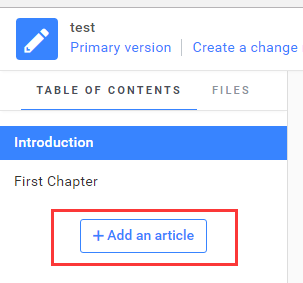 test
Primary version Create a change
TABLE OF CONTENTS FILES
Introduction
First Chapter
+ Add an article